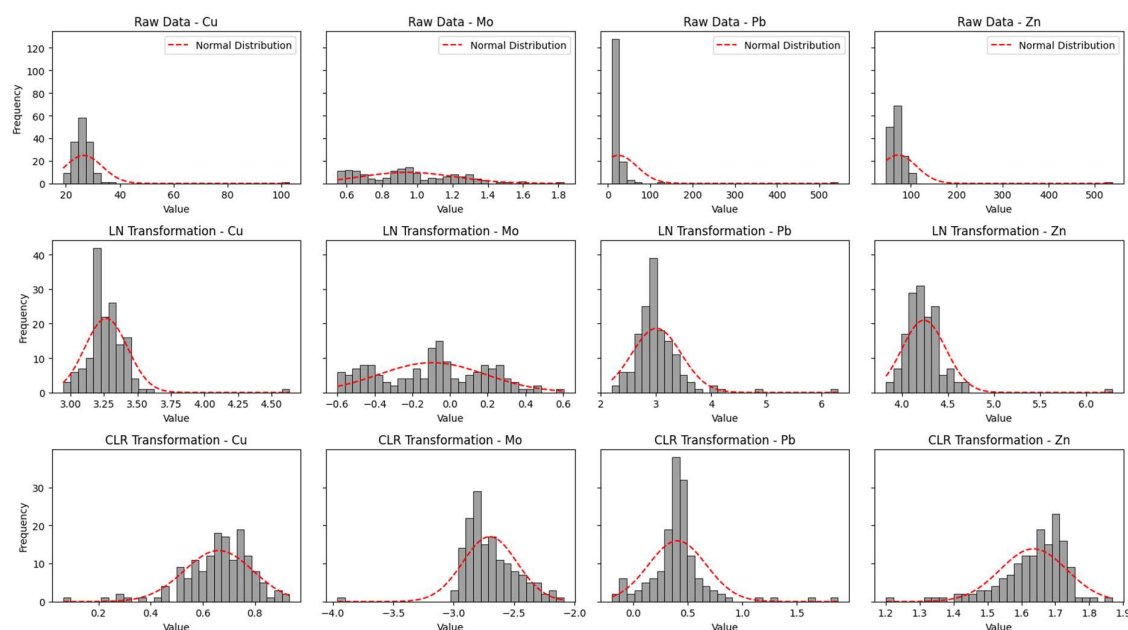 Raw Data - Cu
Raw Data - Mo
Raw Data - Pb
Raw Data - Zn
Normal Distribution
Normal Distribution
Normal Distribution
Normal Distribution
120
100
80
60
40
20
0
Frequency
20 40 60 80 100
0.6 0.8 1.0 1.2 1.4 1.6 1.8
0 100 200 300 400 500
100 200 300 400 500
Value
Value
Value
Value
LN Transformation - Cu
LN Transformation - Mo
LN Transformation - Pb
LN Transformation - Zn
40
30
20
10
0
Frequency
3.00 3.25 3.50 3.75 4.00 4.25 4.50
-0.6 -0.4 -0.2 0.0 0.2 0.4 0.6
2 3 4 5 6
4.0 4.5 5.0 5.5 6.0
Value
Value
Value
Value
CLR Transformation - Cu
CLR Transformation - Mo
CLR Transformation - Pb
CLR Transformation - Zn
30
20
10
0
Frequency
0.2 0.4 0.6 0.8
-4.0 -3.5 -3.0 -2.5 -2.0
0.0 0.5 1.0 1.5
1.2 1.3 1.4 1.5 1.6 1.7 1.8 1.9
Value
Value
Value
Value